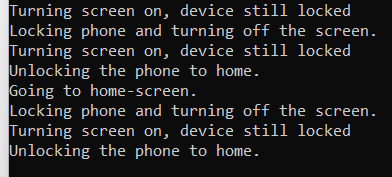 Turning screen on, device still locked
Locking phone and turning off the screen.
Turning screen on, device still locked
Unlocking the phone to home.
Going to home-screen.
Locking phone and turning off the screen.
Turning screen on, device still locked
Unlocking the phone to home.